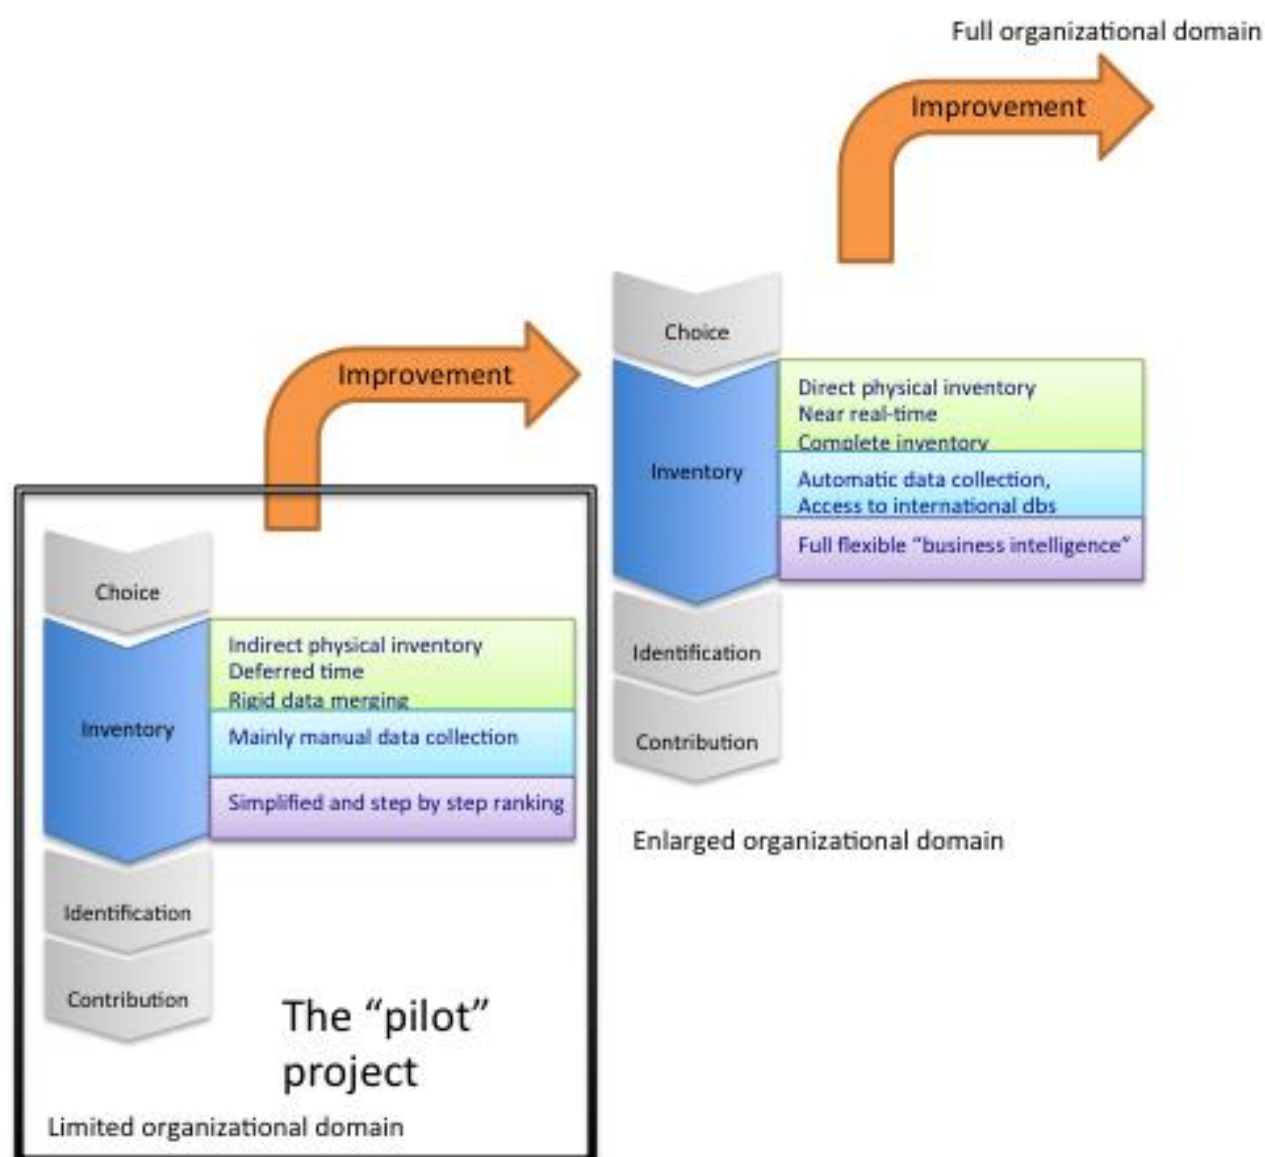 Full organizational domain
Improvement
Improvement
Choice
Inventory
Direct physical inventory
Near real-time
Complete inventory
Automatic data collection,
Access to international dbs
Full flexible “business intelligence”
Identification
Contribution
Enlarged organizational domain
Choice
Inventory
Indirect physical inventory
Deferred time
Rigid data merging
Mainly manual data collection
Simplified and step by step ranking
Identification
Contribution
The “pilot”
project
Limited organizational domain